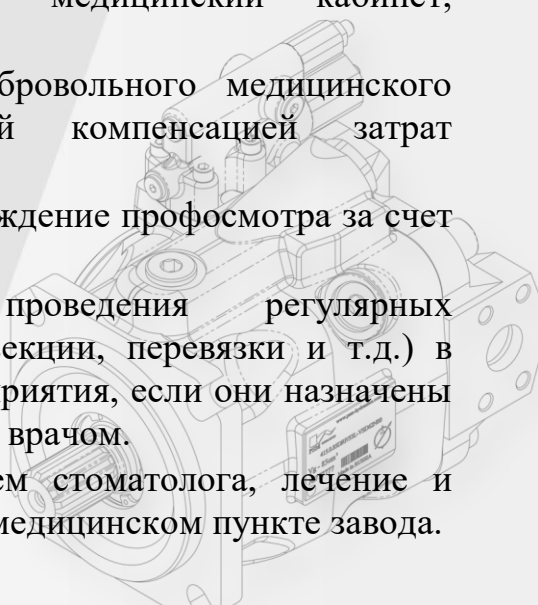 медицинский кабинет,
бровольного медицинского
й компенсацией затрат
ждение профосмотра за счет
проведения регулярных
екции, перевязки и т.д.) в
приятия, если они назначены
врачом.
ем стоматолога, лечение и
медицинском пункте завода.